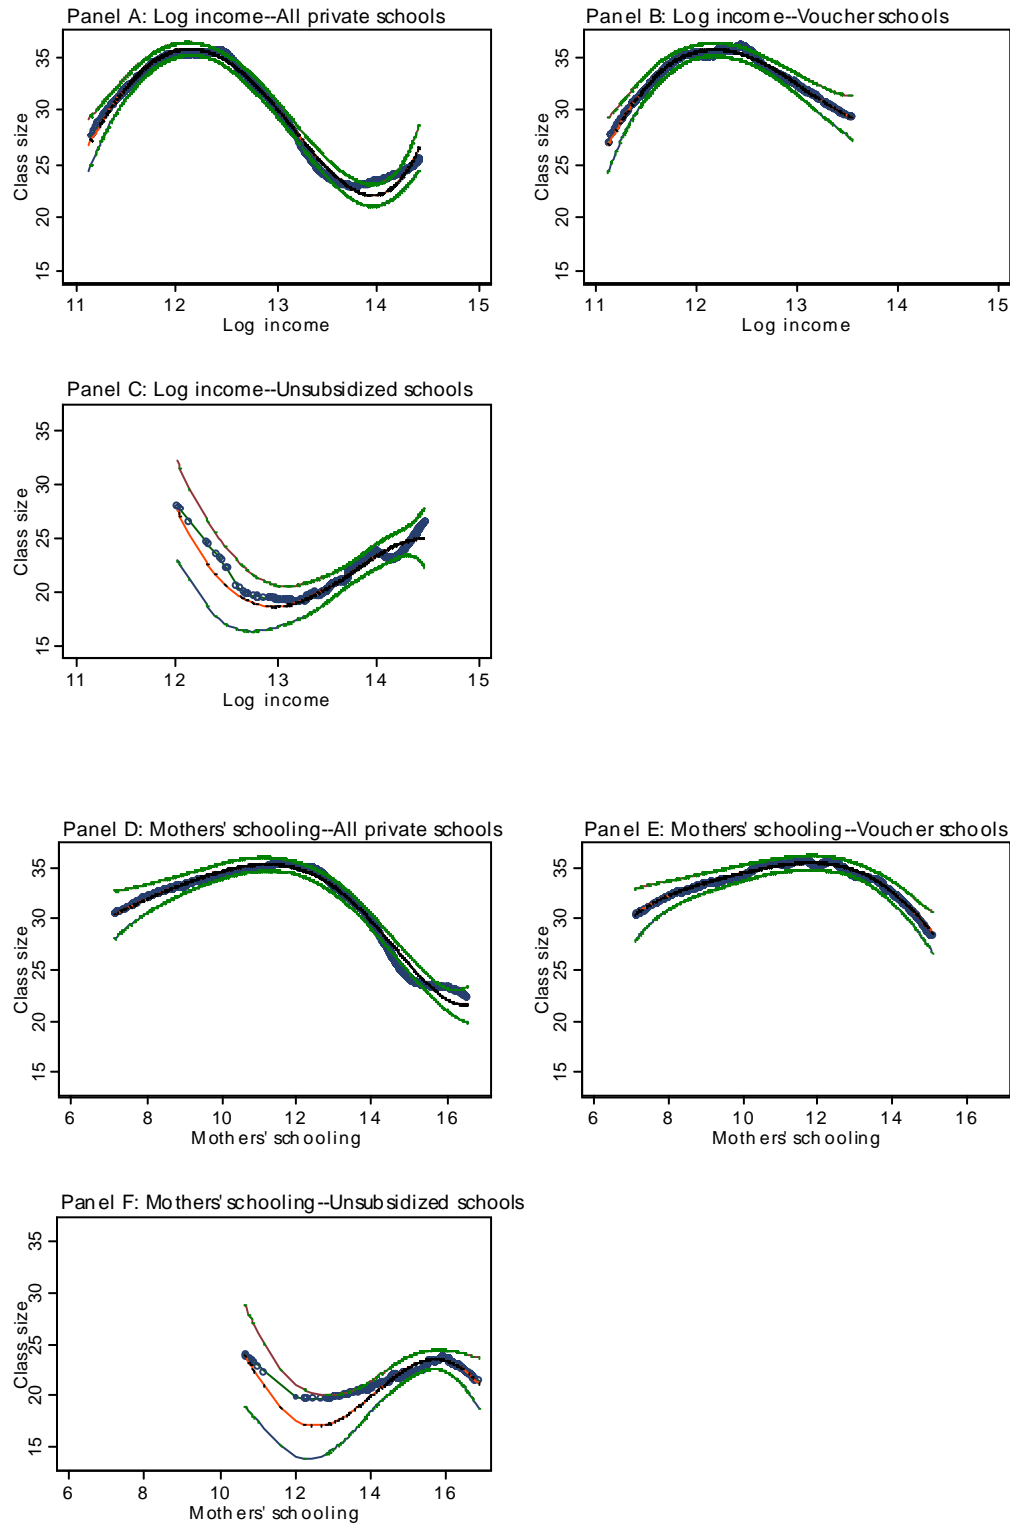 Panel A: Log income--All private schools
Class size
35
30
25
20
15
11 12 13 14 15
Log income
Panel B: Log income--Voucher schools
Class size
35
30
25
20
15
11 12 13 14 15
Log income
Panel C: Log income--Unsubsidized schools
Class size
35
30
25
20
15
11 12 13 14 15
Log income
Panel D: Mothers' schooling--All private schools
Class size
35
30
25
20
15
6 8 10 12 14 16
Mothers' schooling
Panel E: Mothers' schooling--Voucher schools
Class size
35
30
25
20
15
6 8 10 12 14 16
Mothers' schooling
Panel F: Mothers' schooling--Unsubsidized schools
Class size
35
30
25
20
15
6 8 10 12 14 16
Mothers' schooling